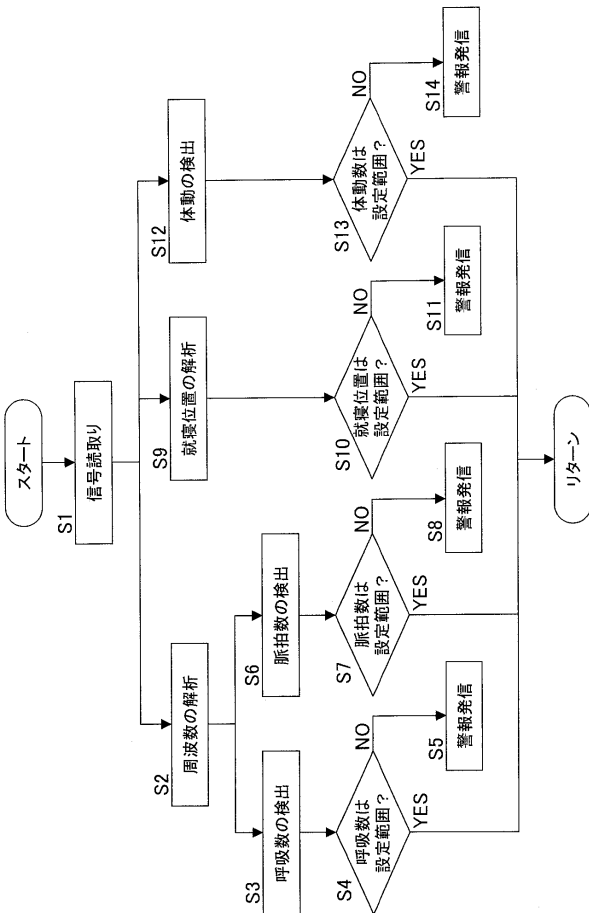 スタート
S1
信号読取り
S2
周波数の解析
S9
就寝位置の解析
S12
体動の検出
S3
呼吸数の検出
S6
脈拍数の検出
S4
呼吸数は
設定範囲?
NO
YES
S5
警報発信
S7
脈拍数は
設定範囲?
NO
YES
S8
警報発信
S10
就寝位置は
設定範囲?
NO
YES
S11
警報発信
S13
体動数は
設定範囲?
NO
YES
S14
警報発信
リターン